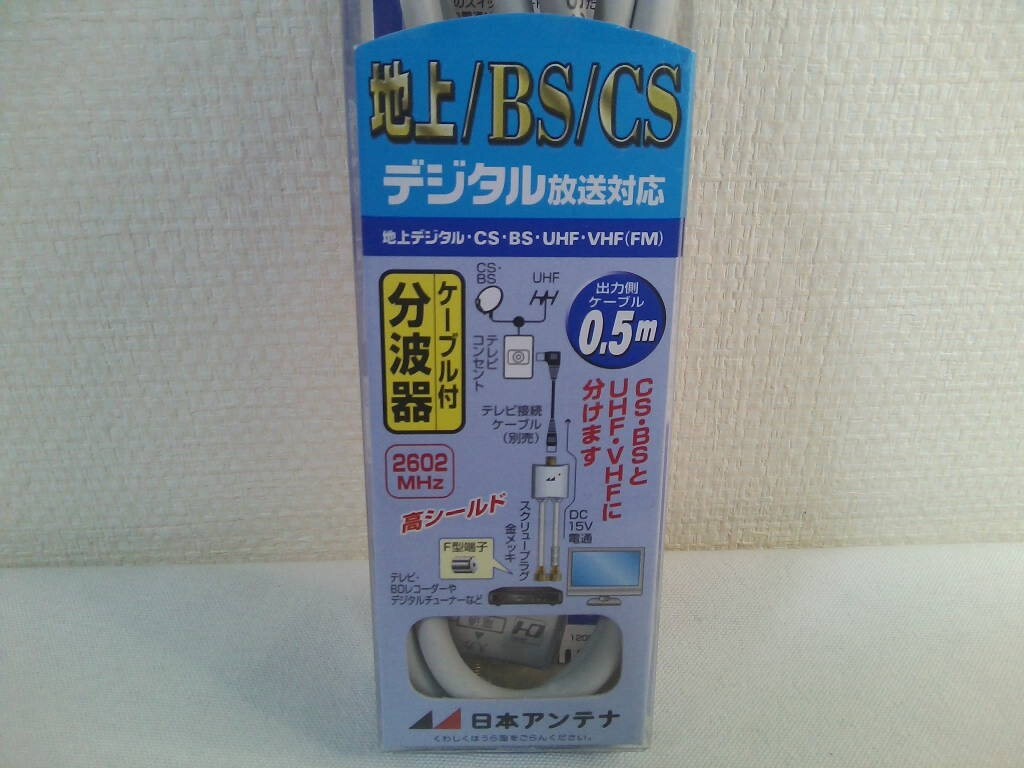 地上/BS/CS
デジタル放送対応
地上デジタル・CS・BS・UHF・VHF(FM)
ケーブル付
分波器
CS・
BS
UHF
テレビ
コンセント
出力側
ケーブル
0.5m
テレビ接続
ケーブル
(別売)
CS・BSと
UHF・VHFに
分けます
2602
MHz
高シールド
スクリュープラグ
金メッキ
DC
15V
電通
F型端子
テレビ・
BDレコーダーや
デジタルチューナーなど
日本アンテナ
くわしくはうら面をごらんください。